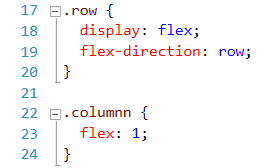 17 .row {
18 display: flex;
19 flex-direction: row;
20 }
21
22 .columnn {
23 flex: 1;
24 }